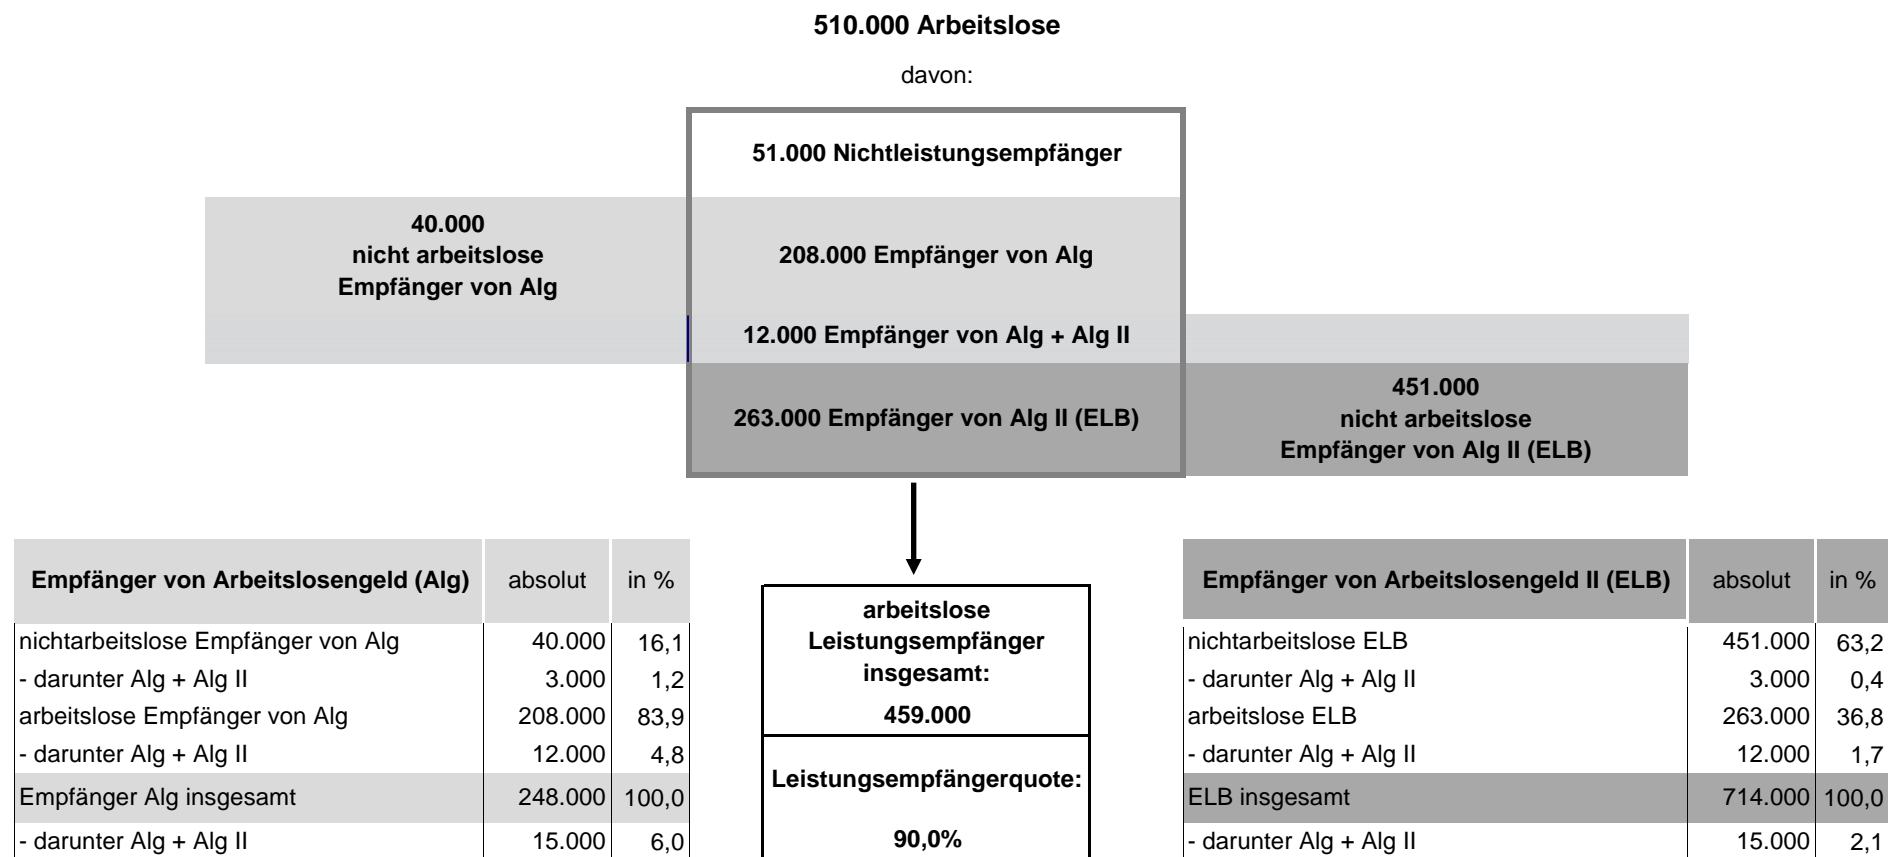 510.000 Arbeitslose
davon:
51.000 Nichtleistungsempfänger
40.000
nicht arbeitslose
Empfänger von Alg
208.000 Empfänger von Alg
12.000 Empfänger von Alg + Alg II
263.000 Empfänger von Alg II (ELB)
451.000
nicht arbeitslose
Empfänger von Alg II (ELB)
Empfänger von Arbeitslosengeld (Alg) absolut in %
nichtarbeitslose Empfänger von Alg 40.000 16,1
- darunter Alg + Alg II 3.000 1,2
arbeitslose Empfänger von Alg 208.000 83,9
- darunter Alg + Alg II 12.000 4,8
Empfänger Alg insgesamt 248.000 100,0
- darunter Alg + Alg II 15.000 6,0
arbeitslose
Leistungsempfänger
insgesamt:
459.000
Leistungsempfängerquote:
90,0%
Empfänger von Arbeitslosengeld II (ELB) absolut in %
nichtarbeitslose ELB 451.000 63,2
- darunter Alg + Alg II 3.000 0,4
arbeitslose ELB 263.000 36,8
- darunter Alg + Alg II 12.000 1,7
ELB insgesamt 714.000 100,0
- darunter Alg + Alg II 15.000 2,1